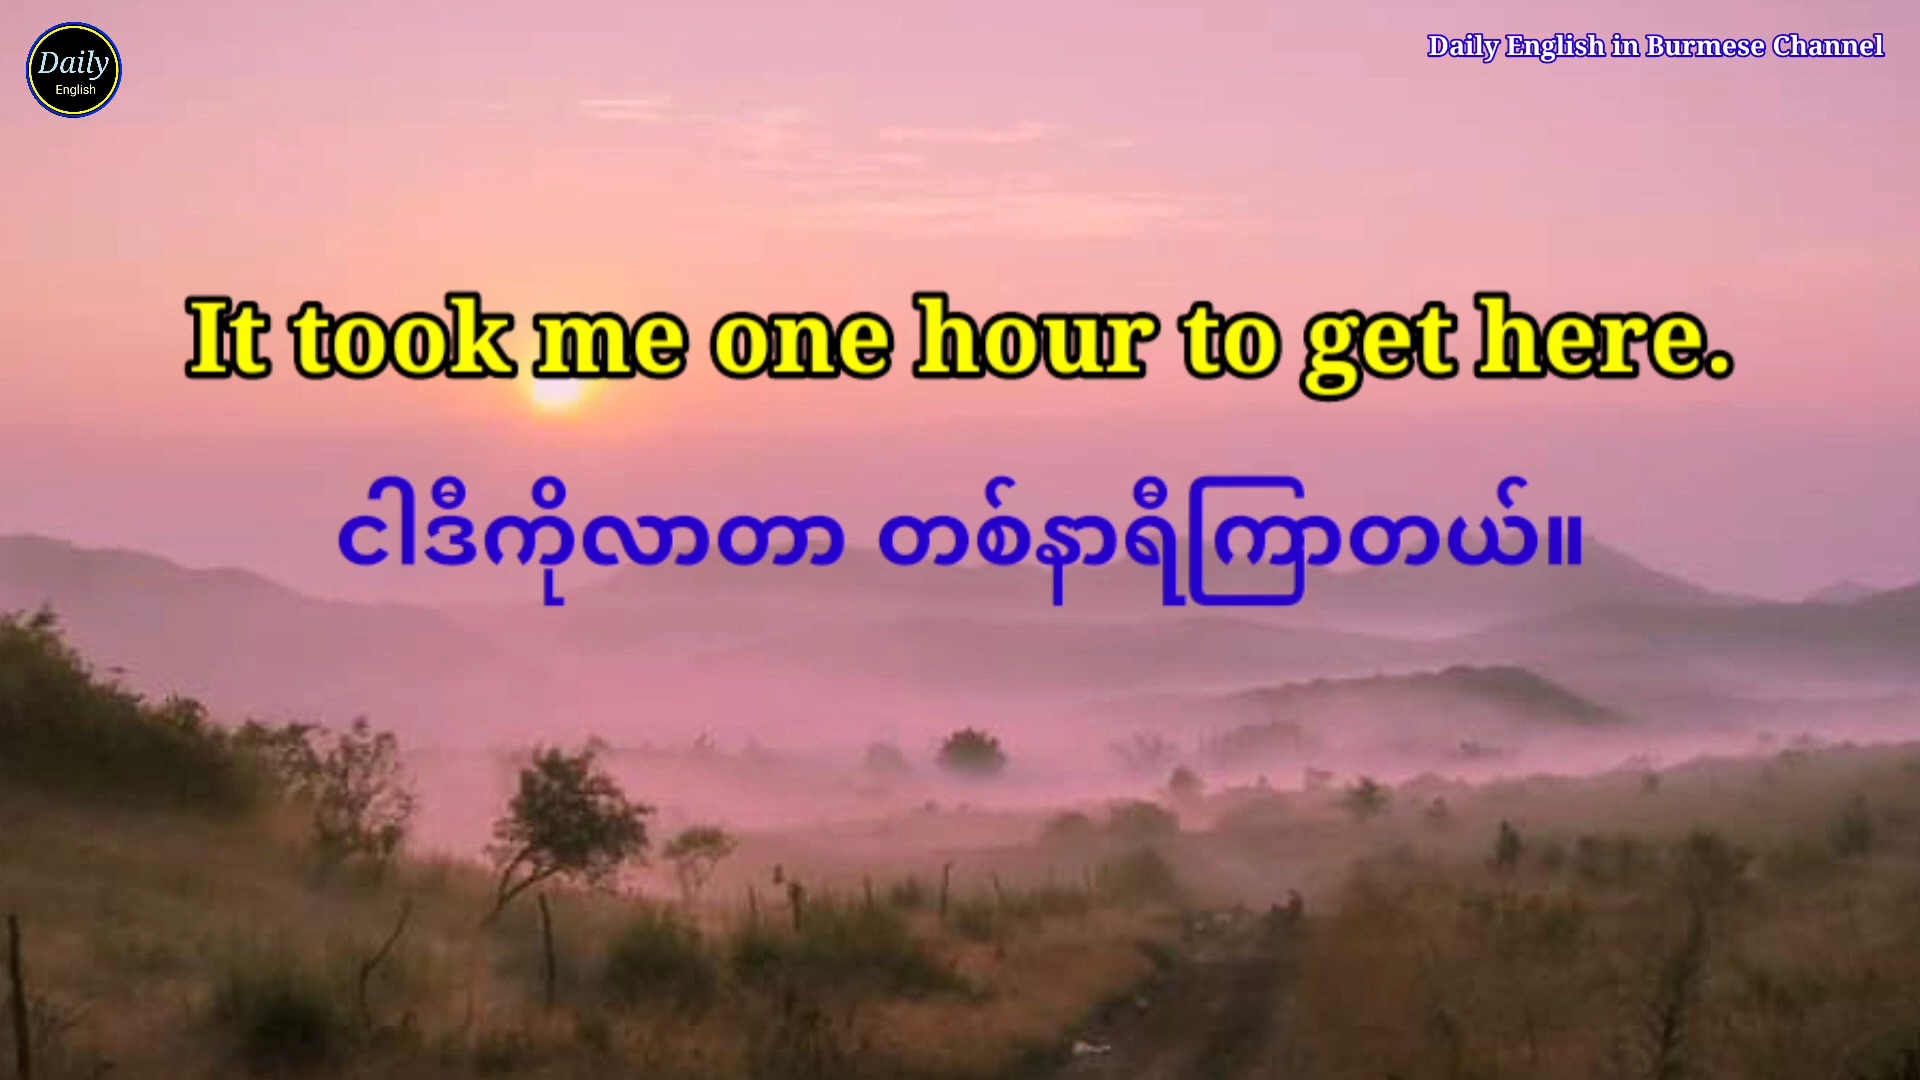 Daily
English
Daily English in Burmese Channel
It took me one hour to get here.
ငါဒီကိုလာတာ တစ်နာရီကြာတယ်။